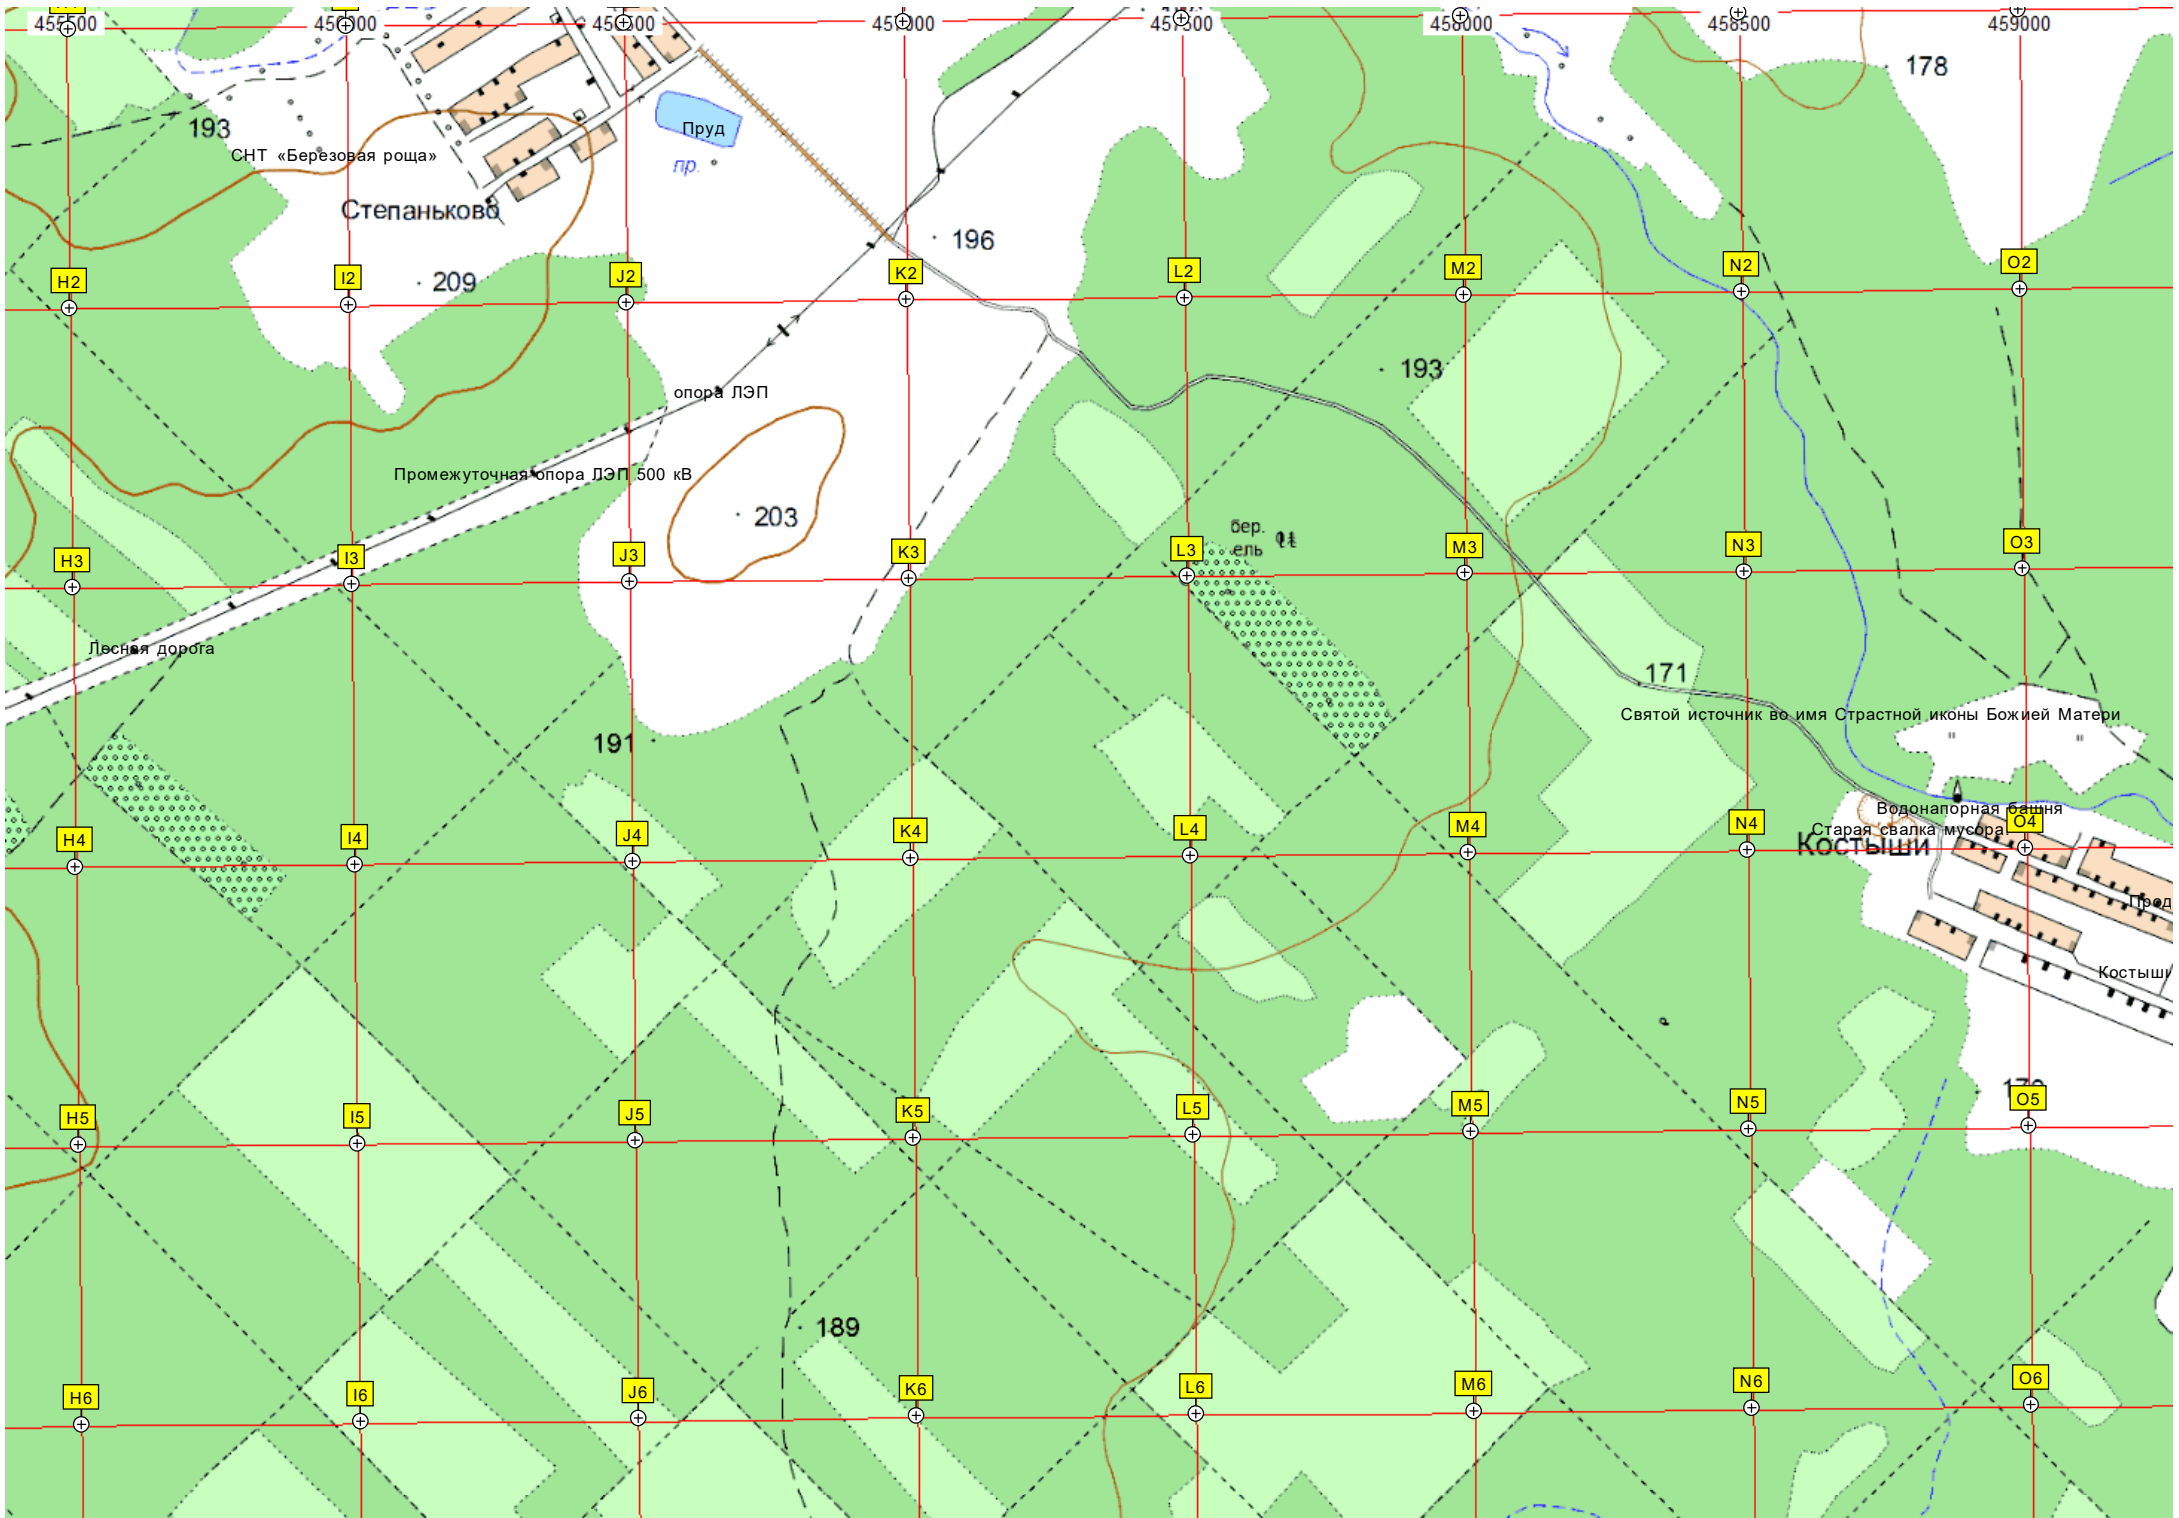 455500 456000 457000 458000 458500 459000
178
193
Пруд
СНТ «Березовая роща»
пр.
Степаньково
196
209
H2 I2 J2 K2 L2 M2 N2 O2
193
опора ЛЭП
Промежуточная опора ЛЭП 500 кВ
203
бер.
ель
H3 I3 J3 K3 L3 M3 N3 O3
Лесная дорога
171
Святой источник во имя Страстной иконы Божией Матери
191
Водонапорная башня
Старая свалка мусора
Костыши
H4 I4 J4 K4 L4 M4 N4 O4
Прод
Костыши
H5 I5 J5 K5 L5 M5 N5 O5
189
H6 I6 J6 K6 L6 M6 N6 O6